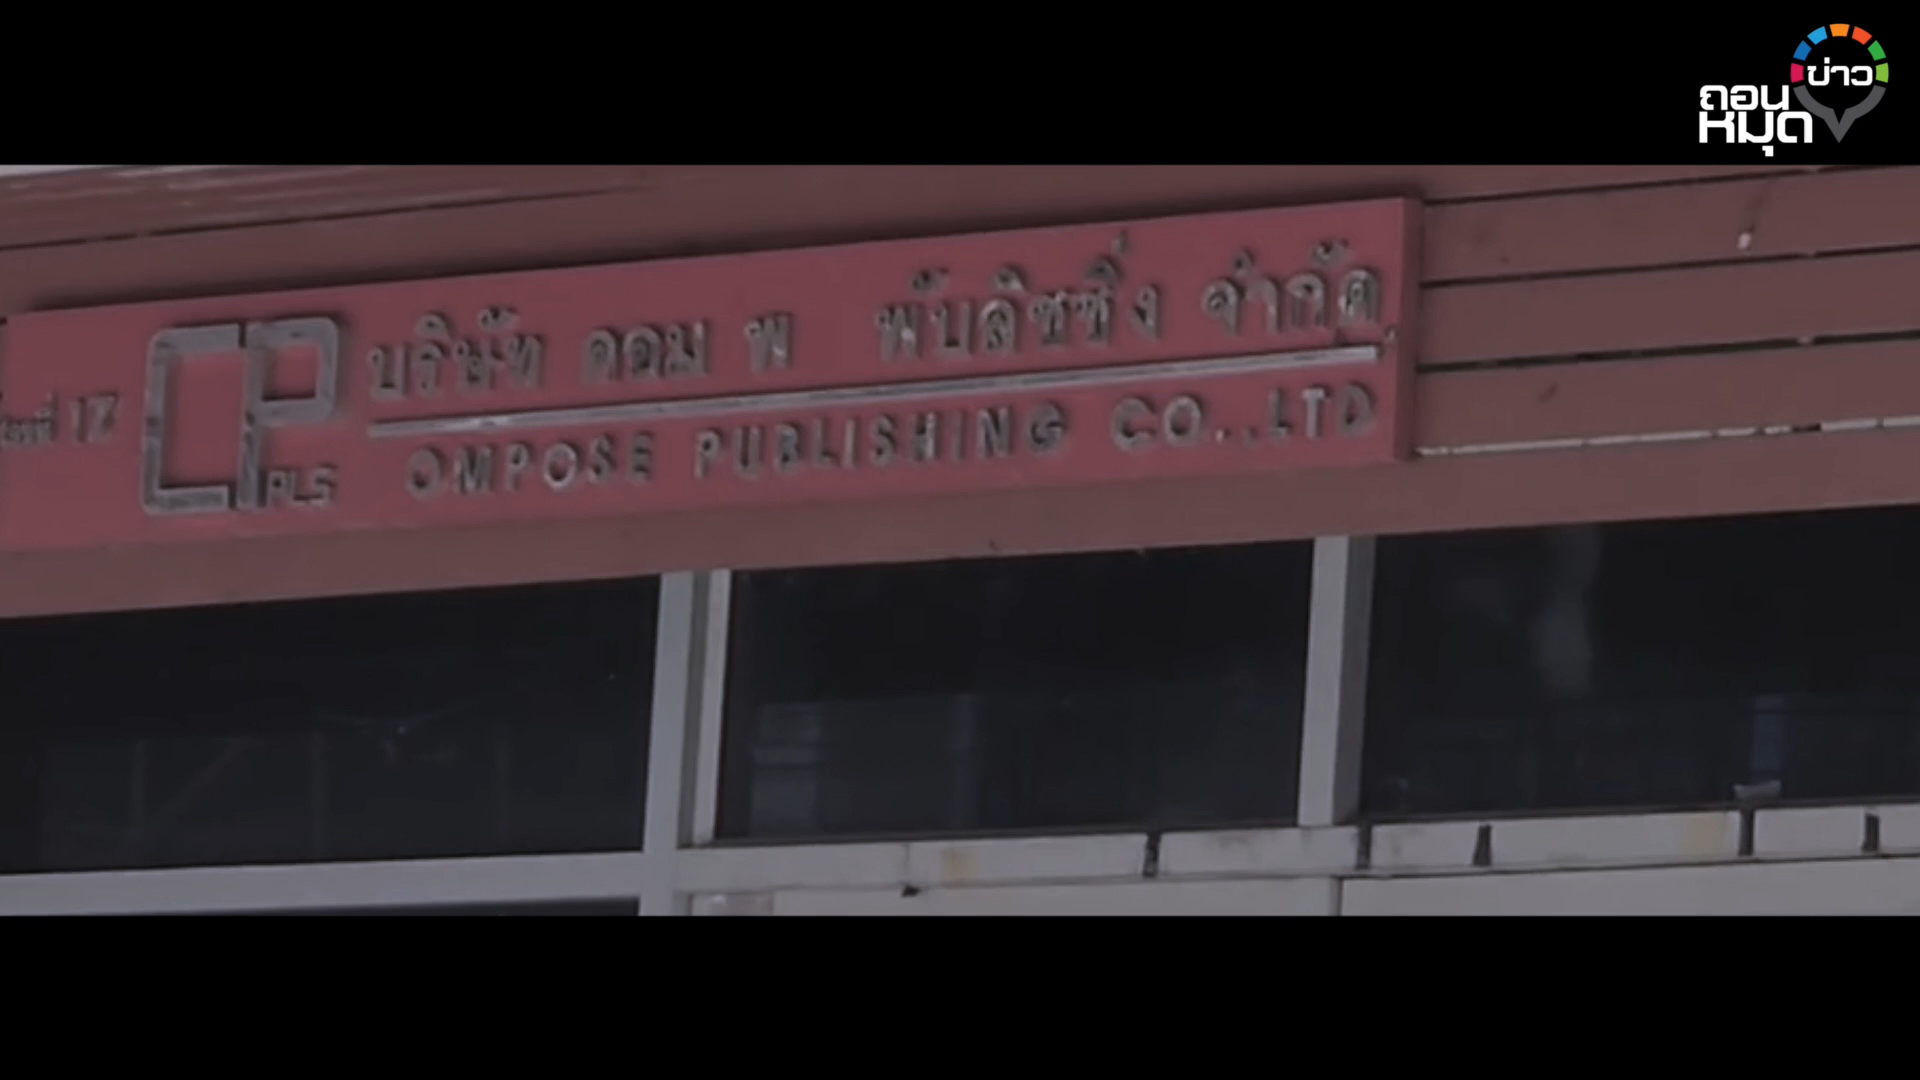 ข่าว
ถอน
หมุด
บริษัท คอม พ พับลิชชิ่ง จำกัด
17
CP
PLS
OMPOSE PUBLISHING CO.,LTD